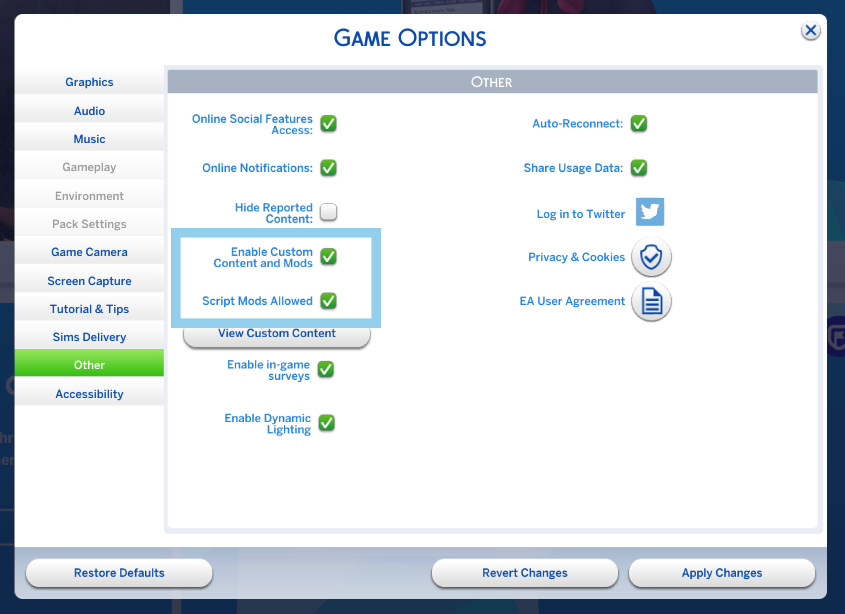 GAME OPTIONS
Graphics
Audio
Music
Gameplay
Environment
Pack Settings
Game Camera
Screen Capture
Tutorial & Tips
Sims Delivery
Other
Accessibility
OTHER
Online Social Features
Access:
Online Notifications:
Hide Reported
Content:
Enable Custom
Content and Mods
Script Mods Allowed
View Custom Content
Enable in-game
surveys
Enable Dynamic
Lighting
Auto-Reconnect:
Share Usage Data:
Log in to Twitter
Privacy & Cookies
EA User Agreement
Restore Defaults
Revert Changes
Apply Changes